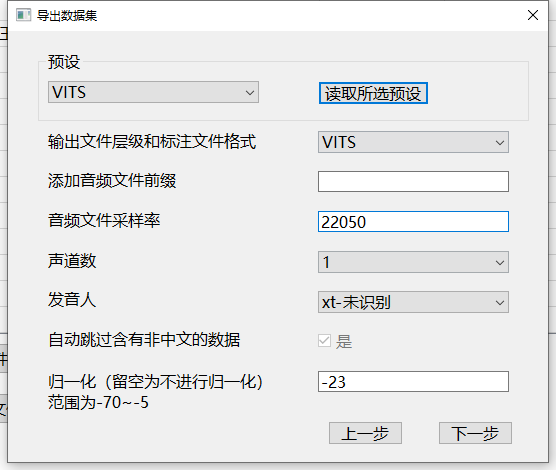 导出数据集
预设
VITS
读取所选预设
输出文件层级和标注文件格式
VITS
添加音频文件前缀
音频文件采样率
22050
声道数
1
发音人
xt-未识别
自动跳过含有非中文的数据
是
归一化（留空为不进行归一化）
范围为-70~-5
-23
上一步
下一步